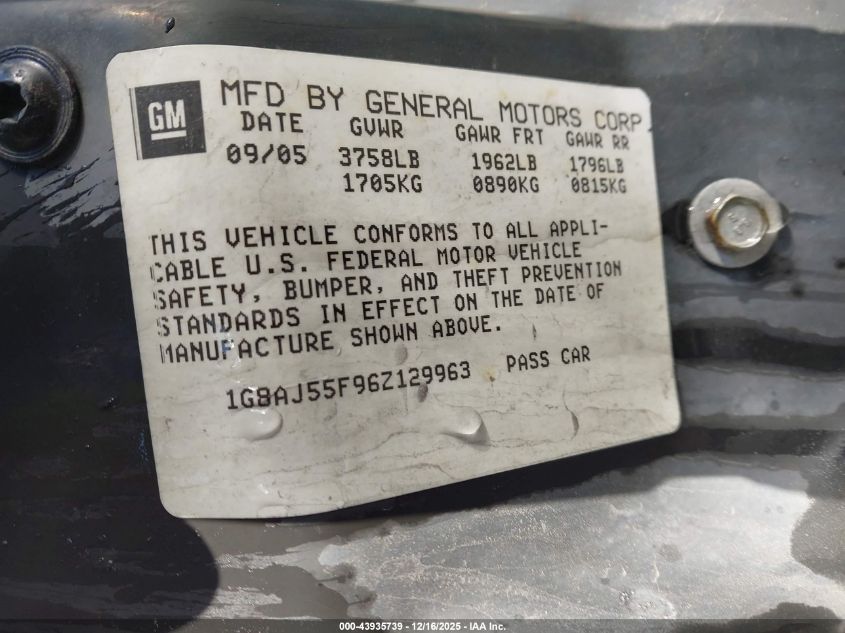 GM
MFD BY GENERAL MOTORS CORP
DATE GVWR GAWR FRT GAWR RR
09/05 3758LB 1962LB 1796LB
1705KG 0890KG 0815KG
THIS VEHICLE CONFORMS TO ALL APPLI-
CABLE U.S. FEDERAL MOTOR VEHICLE
SAFETY, BUMPER, AND THEFT PREVENTION
STANDARDS IN EFFECT ON THE DATE OF
MANUFACTURE SHOWN ABOVE.
1G8AJ55F96Z129963 PASS CAR
000-43935739 - 12/16/2025 - IAA Inc.